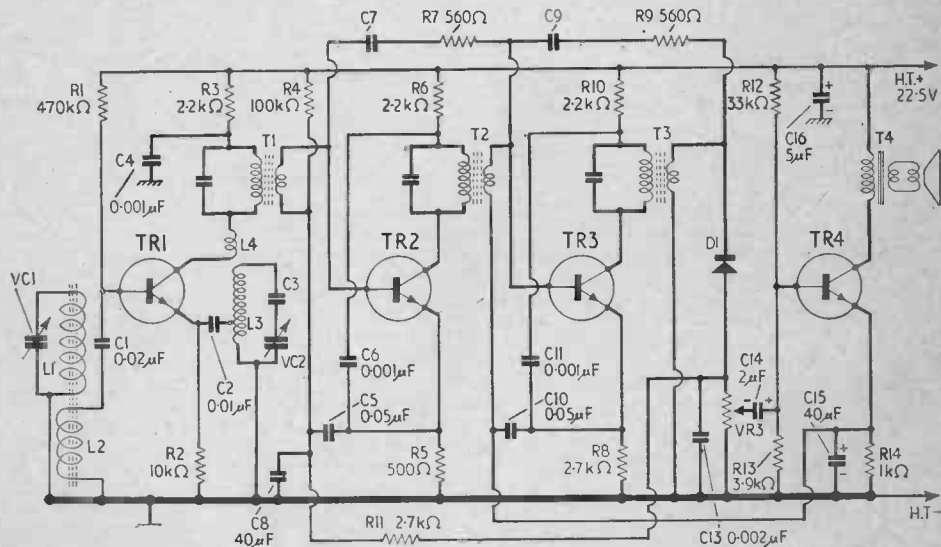 C7
R7 560Ω
C9
R9 560Ω
R1
470kΩ
R3
2·2kΩ
R4
100kΩ
R6
2·2kΩ
R10
2·2kΩ
R12
33kΩ
H.T.+
22·5V
C16
5μF
+
-
C4
0·001μF
T1
T2
T3
T4
TR1
L4
TR2
TR3
D1
TR4
VC1
L1
C1
0·02μF
C3
L3
VC2
C2
0·01μF
C6
0·001μF
C11
0·001μF
C14
2μF
- +
VR3
C5
0·05μF
C10
0·05μF
C15
40μF
+
-
L2
R2
10kΩ
R5
500Ω
R8
2·7kΩ
R13
3·9kΩ
R14
1kΩ
C8
40μF
R11 2·7kΩ
C13 0·002μF
H.T-